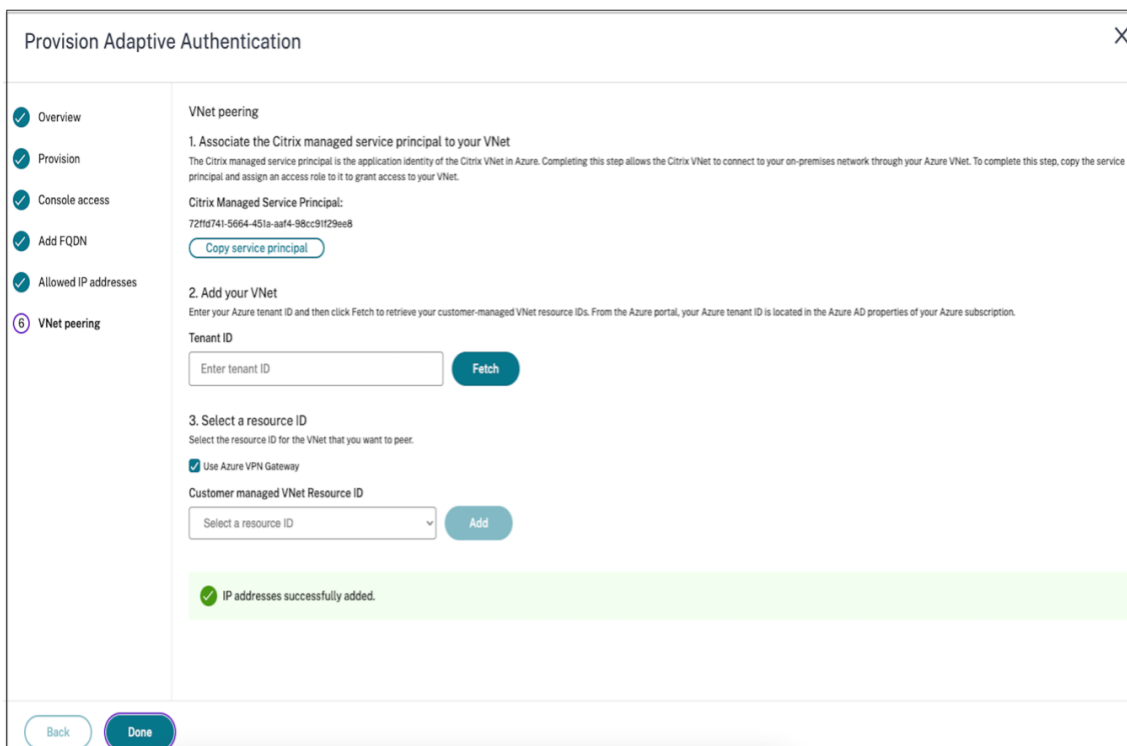 Provision Adaptive Authentication
Overview
Provision
Console access
Add FQDN
Allowed IP addresses
6 VNet peering
VNet peering
1. Associate the Citrix managed service principal to your VNet
The Citrix managed service principal is the application identity of the Citrix VNet in Azure. Completing this step allows the Citrix VNet to connect to your on-premises network through your Azure VNet. To complete this step, copy the service
principal and assign an access role to it to grant access to your VNet.
Citrix Managed Service Principal:
72ffd741-5664-451a-aaf4-98cc91f29ee8
Copy service principal
2. Add your VNet
Enter your Azure tenant ID and then click Fetch to retrieve your customer-managed VNet resource IDs. From the Azure portal, your Azure tenant ID is located in the Azure AD properties of your Azure subscription.
Tenant ID
Enter tenant ID
Fetch
3. Select a resource ID
Select the resource ID for the VNet that you want to peer.
Use Azure VPN Gateway
Customer managed VNet Resource ID
Select a resource ID
Add
IP addresses successfully added.
Back
Done